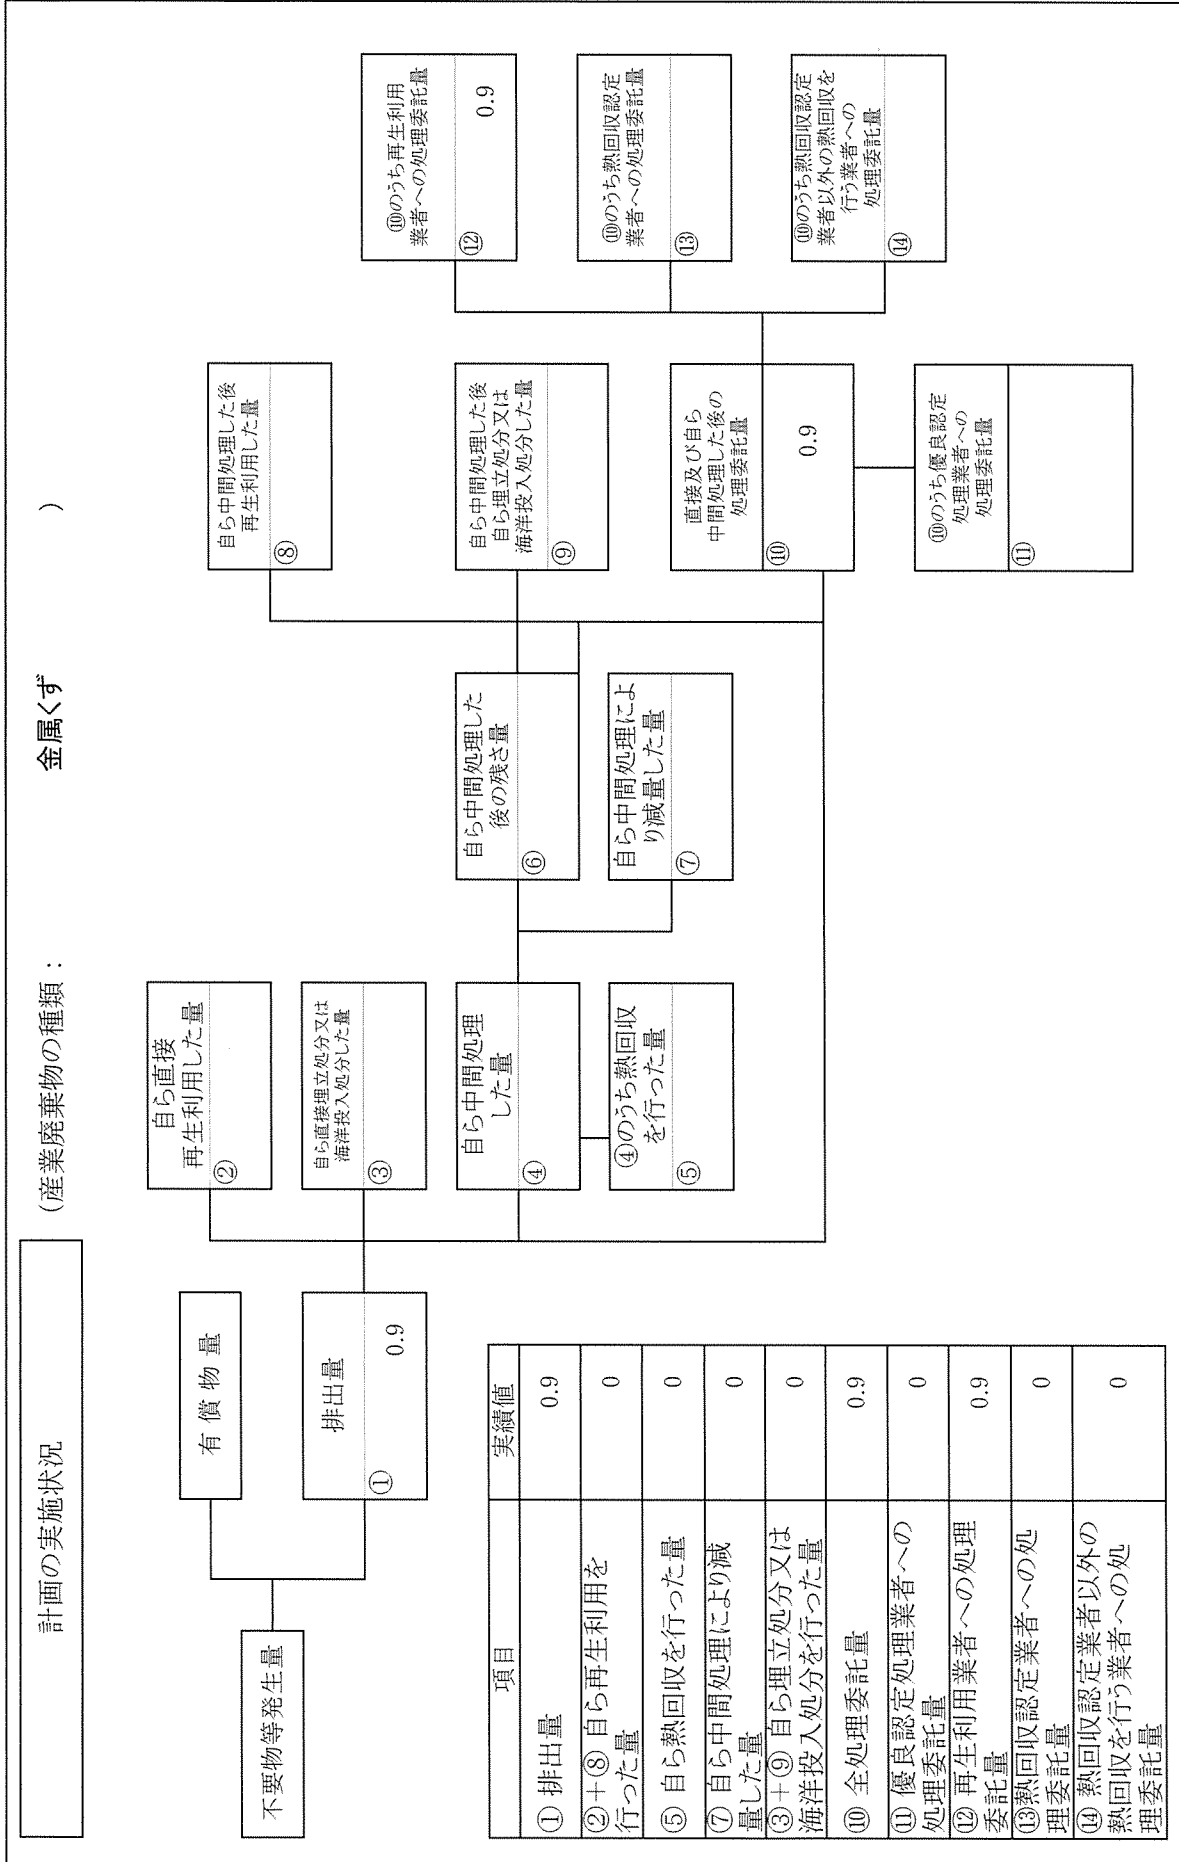 計画の実施状況
(産業廃棄物の種類： 金属くず )
不要物等発生量
有償物量
排出量
① 0.9
自ら直接
再生利用した量
②
自ら直接埋立処分又は
海洋投入処分した量
③
自ら中間処理
した量
④
④のうち熱回収
を行った量
⑤
自ら中間処理した
後の残さ量
⑥
自ら中間処理によ
り減量した量
⑦
自ら中間処理した後
再生利用した量
⑧
自ら中間処理した後
自ら埋立処分又は
海洋投入処分した量
⑨
直接及び自ら
中間処理した後の
処理委託量
⑩ 0.9
⑩のうち優良認定
処理業者への
処理委託量
⑪
⑩のうち再生利用
業者への処理委託量
⑫ 0.9
⑩のうち熱回収認定
業者への処理委託量
⑬
⑩のうち熱回収認定
業者以外の熱回収を
行う業者への
処理委託量
⑭
項目 実績値
① 排出量 0.9
②＋⑧ 自ら再生利用を
行った量 0
⑤ 自ら熱回収を行った量 0
⑦ 自ら中間処理により減
量した量 0
③＋⑨ 自ら埋立処分又は
海洋投入処分を行った量 0
⑩ 全処理委託量 0.9
⑪ 優良認定処理業者への
処理委託量 0
⑫ 再生利用業者への処理
委託量 0.9
⑬熱回収認定業者への処
理委託量 0
⑭ 熱回収認定業者以外の
熱回収を行う業者への処
理委託量 0